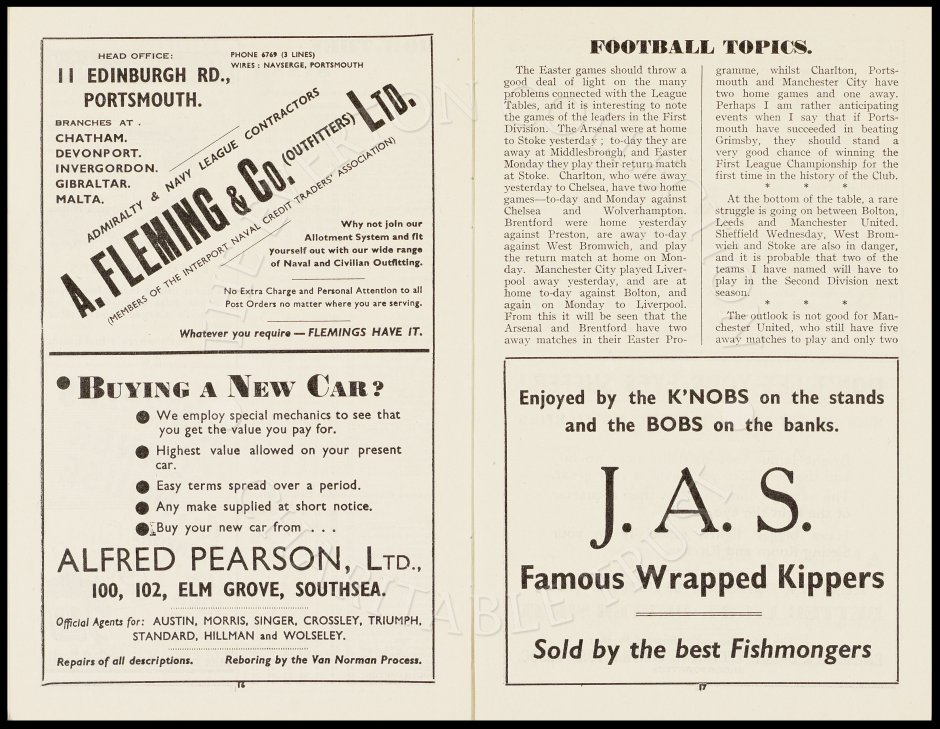 HEAD OFFICE:
11 EDINBURGH RD.,
PORTSMOUTH.
PHONE 6769 (3 LINES)
WIRES : NAVSERGE, PORTSMOUTH
BRANCHES AT .
CHATHAM.
DEVONPORT.
INVERGORDON.
GIBRALTAR.
MALTA.
ADMIRALTY & NAVY LEAGUE CONTRACTORS
A. FLEMING & Co. (OUTFITTERS) LTD.
(MEMBERS OF THE INTERPORT NAVAL CREDIT TRADERS' ASSOCIATION)
Why not join our
Allotment System and fit
yourself out with our wide range
of Naval and Civilian Outfitting.
No Extra Charge and Personal Attention to all
Post Orders no matter where you are serving.
Whatever you require — FLEMINGS HAVE IT.
BUYING A NEW CAR?
We employ special mechanics to see that
you get the value you pay for.
Highest value allowed on your present
car.
Easy terms spread over a period.
Any make supplied at short notice.
Buy your new car from . . .
ALFRED PEARSON, LTD.,
100, 102, ELM GROVE, SOUTHSEA.
Official Agents for: AUSTIN, MORRIS, SINGER, CROSSLEY, TRIUMPH,
STANDARD, HILLMAN and WOLSELEY.
Repairs of all descriptions. Reboring by the Van Norman Process.
16
FOOTBALL TOPICS.
The Easter games should throw a
good deal of light on the many
problems connected with the League
Tables, and it is interesting to note
the games of the leaders in the First
Division. The Arsenal were at home
to Stoke yesterday ; to-day they are
away at Middlesbrough, and Easter
Monday they play their return match
at Stoke. Charlton, who were away
yesterday to Chelsea, have two home
games—to-day and Monday against
Chelsea and Wolverhampton.
Brentford were home yesterday
against Preston, are away to-day
against West Bromwich, and play
the return match at home on Mon-
day. Manchester City played Liver-
pool away yesterday, and are at
home to-day against Bolton, and
again on Monday to Liverpool.
From this it will be seen that the
Arsenal and Brentford have two
away matches in their Easter Pro-
gramme, whilst Charlton, Ports-
mouth and Manchester City have
two home games and one away.
Perhaps I am rather anticipating
events when I say that if Ports-
mouth have succeeded in beating
Grimsby, they should stand a
very good chance of winning the
First League Championship for the
first time in the history of the Club.
* * *
At the bottom of the table, a rare
struggle is going on between Bolton,
Leeds and Manchester United.
Sheffield Wednesday, West Brom-
wich and Stoke are also in danger,
and it is probable that two of the
teams I have named will have to
play in the Second Division next
season.
* * *
The outlook is not good for Man-
chester United, who still have five
away matches to play and only two
Enjoyed by the K'NOBS on the stands
and the BOBS on the banks.
J. A. S.
Famous Wrapped Kippers
Sold by the best Fishmongers
17